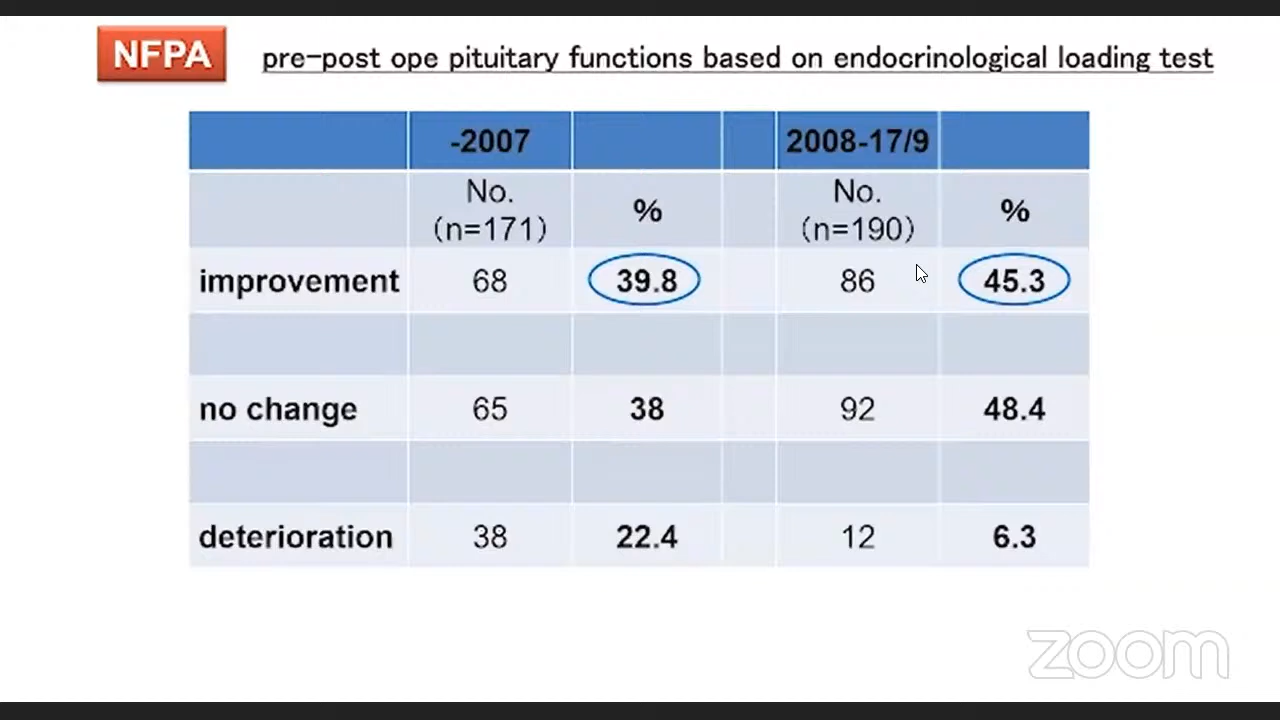 NFPA pre-post ope pituitary functions based on endocrinological loading test
-2007 2008-17/9
No. (n=171) % No. (n=190) %
improvement 68 39.8 86 45.3
no change 65 38 92 48.4
deterioration 38 22.4 12 6.3
zoom